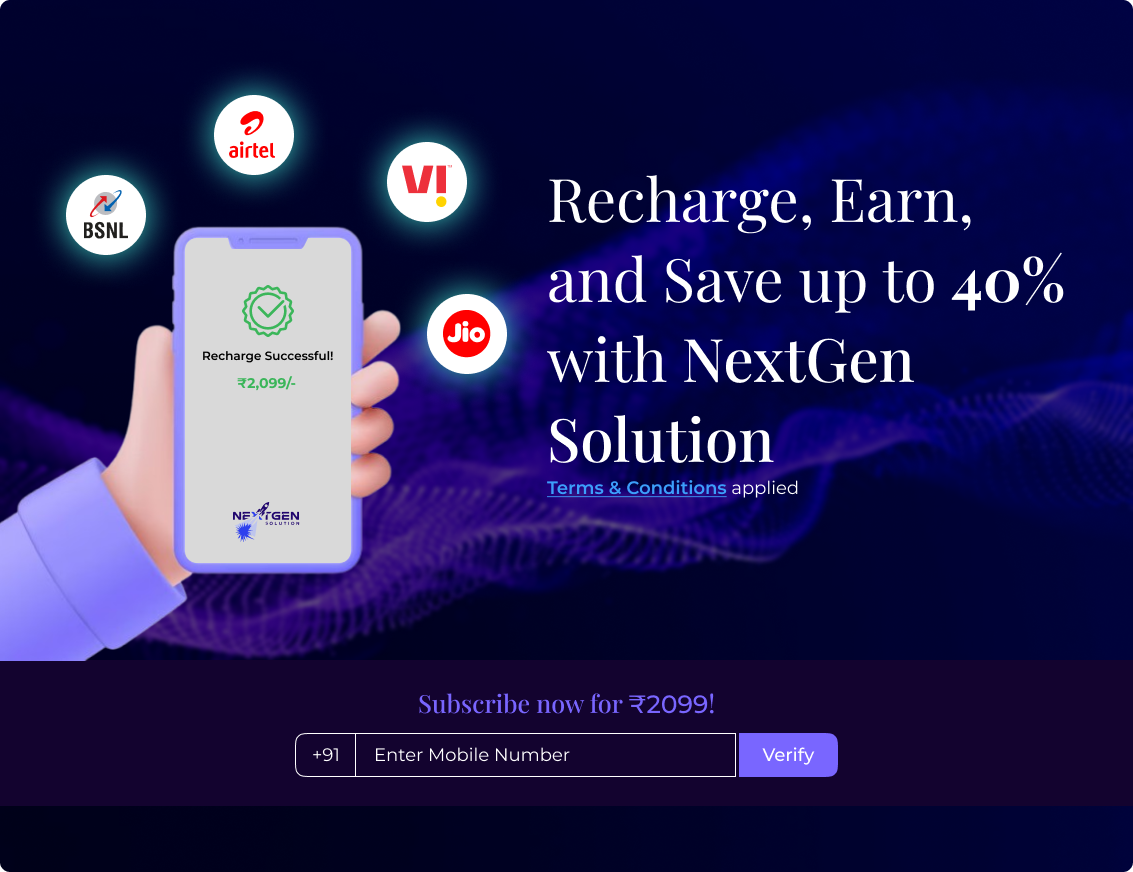 airtel
VI
BSNL
Jio
Recharge, Earn,
and Save up to 40%
with NextGen
Solution
Terms & Conditions applied
Recharge Successful!
₹2,099/-
NEXTGEN
SOLUTION
Subscribe now for ₹2099!
+91 Enter Mobile Number Verify